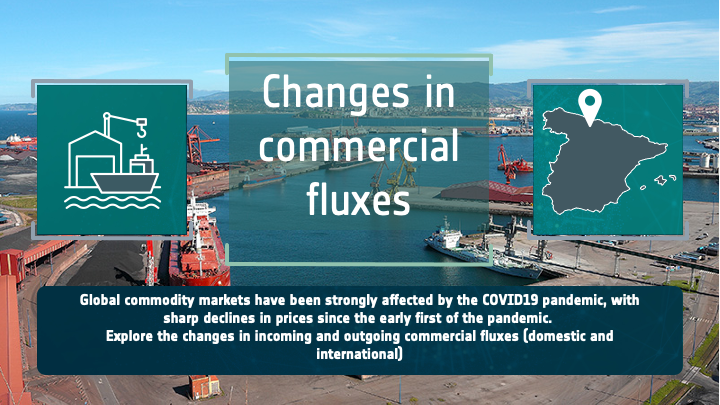 Changes in
commercial
fluxes
Global commodity markets have been strongly affected by the COVID19 pandemic, with
sharp declines in prices since the early first of the pandemic.
Explore the changes in incoming and outgoing commercial fluxes (domestic and
international)